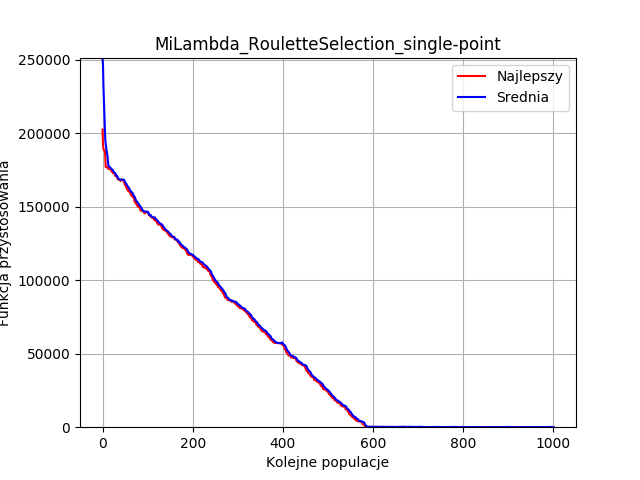 MiLambda_RouletteSelection_single-point
250000
200000
150000
100000
50000
0
Funkcja przystosowania
Najlepszy
Srednia
0
200
400
600
800
1000
Kolejne populacje